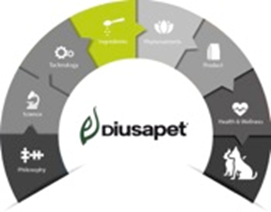 Ingredients
Phytonutrients
Technology
Product
Science
Health & Wellness
Philosophy
DIUSAPET